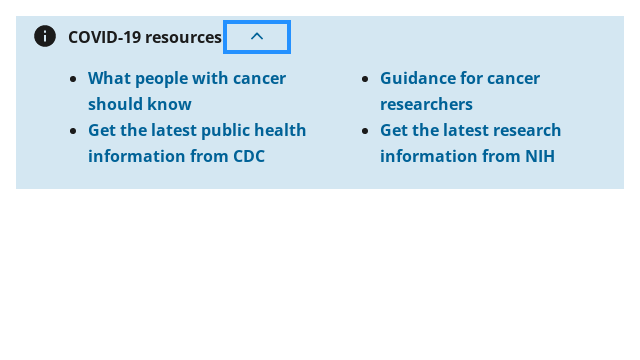 COVID-19 resources
What people with cancer
should know
Get the latest public health
information from CDC
Guidance for cancer
researchers
Get the latest research
information from NIH